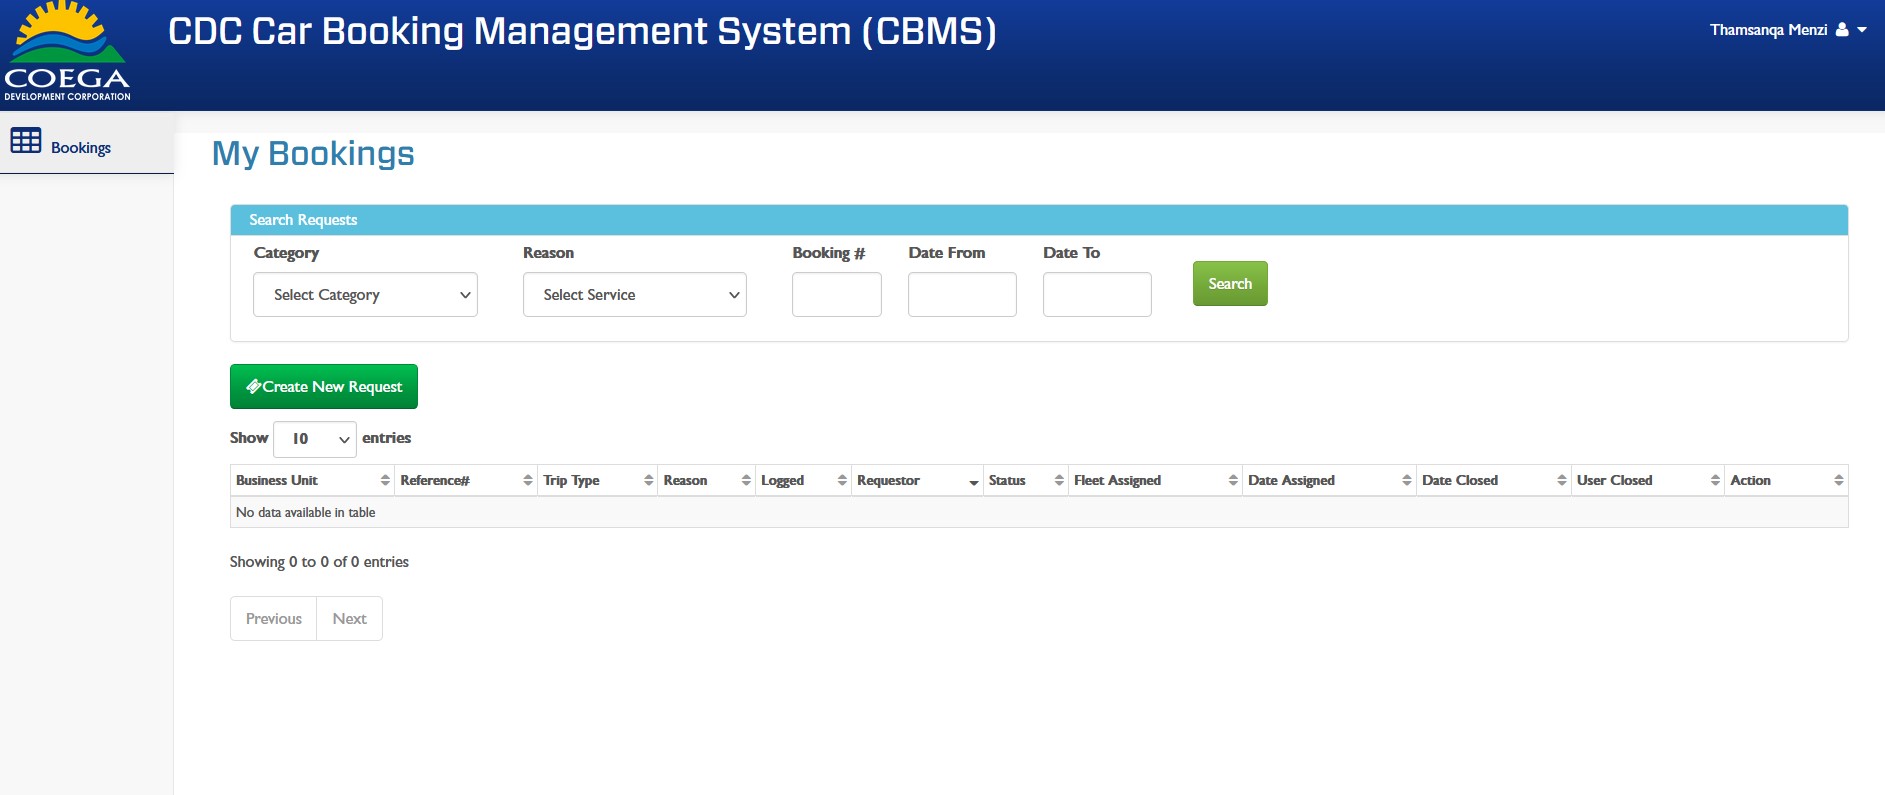 CDC Car Booking Management System (CBMS)
Thamsanqa Menzi
COEGA
DEVELOPMENT CORPORATION
Bookings
My Bookings
Search Requests
Category Reason Booking # Date From Date To
Select Category Select Service Search
Create New Request
Show 10 entries
Business Unit Reference# Trip Type Reason Logged Requestor Status Fleet Assigned Date Assigned Date Closed User Closed Action
No data available in table
Showing 0 to 0 of 0 entries
Previous Next